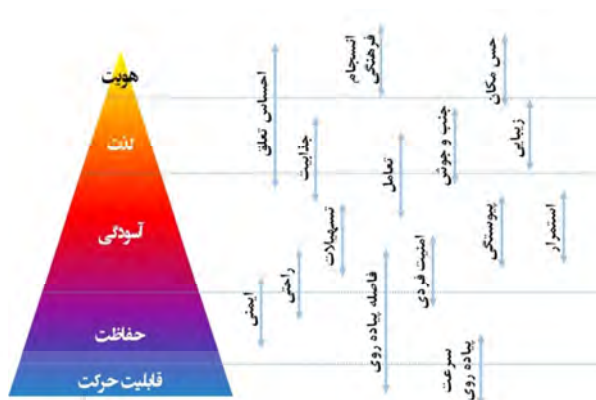 هویت
لذت
آسودگی
حفاظت
قابلیت حرکت
احساس تعلق
انسجام
فرهنگی
حس مکان
جذابیت
تعامل
جنب و جوش
زیبایی
تسهیلات
امنیت فردی
پیوستگی
استمرار
ایمنی
راحتی
فاصله پیاده روی
سرعت
پیاده روی